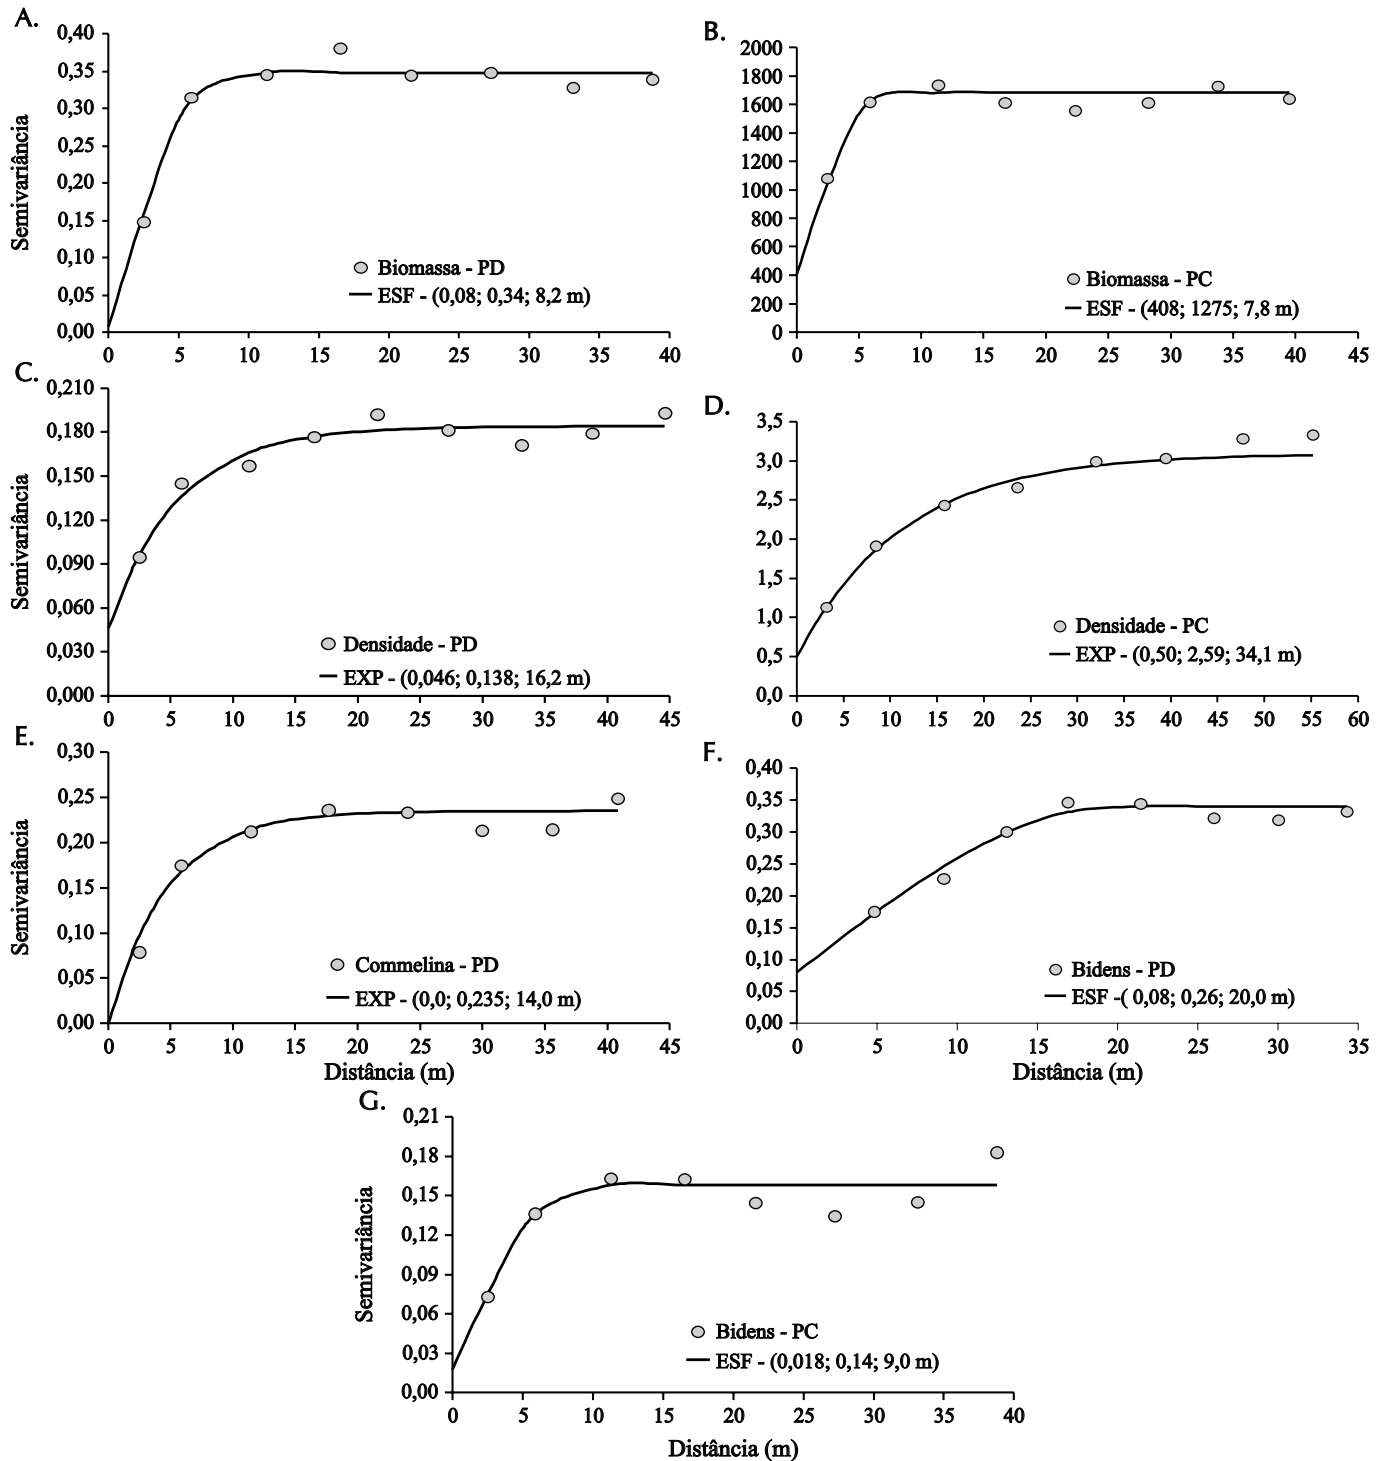 A.
0,40
0,35
0,30
0,25
0,20
0,15
0,10
0,05
0,00
Semivariância
Biomassa - PD
ESF - (0,08; 0,34; 8,2 m)
0 5 10 15 20 25 30 35 40
B.
2000
1800
1600
1400
1200
1000
800
600
400
200
0
Biomassa - PC
ESF - (408; 1275; 7,8 m)
0 5 10 15 20 25 30 35 40 45
C.
0,210
0,180
0,150
0,120
0,090
0,060
0,030
0,000
Semivariância
Densidade - PD
EXP - (0,046; 0,138; 16,2 m)
0 5 10 15 20 25 30 35 40 45
D.
3,5
3,0
2,5
2,0
1,5
1,0
0,5
0,0
Densidade - PC
EXP - (0,50; 2,59; 34,1 m)
0 5 10 15 20 25 30 35 40 45 50 55 60
E.
0,30
0,25
0,20
0,15
0,10
0,05
0,00
Semivariância
Commelina - PD
EXP - (0,0; 0,235; 14,0 m)
0 5 10 15 20 25 30 35 40 45
Distância (m)
F.
0,40
0,35
0,30
0,25
0,20
0,15
0,10
0,05
0,00
Bidens - PD
ESF -( 0,08; 0,26; 20,0 m)
0 5 10 15 20 25 30 35
Distância (m)
G.
0,21
0,18
0,15
0,12
0,09
0,06
0,03
0,00
Semivariância
Bidens - PC
ESF - (0,018; 0,14; 9,0 m)
0 5 10 15 20 25 30 35 40
Distância (m)